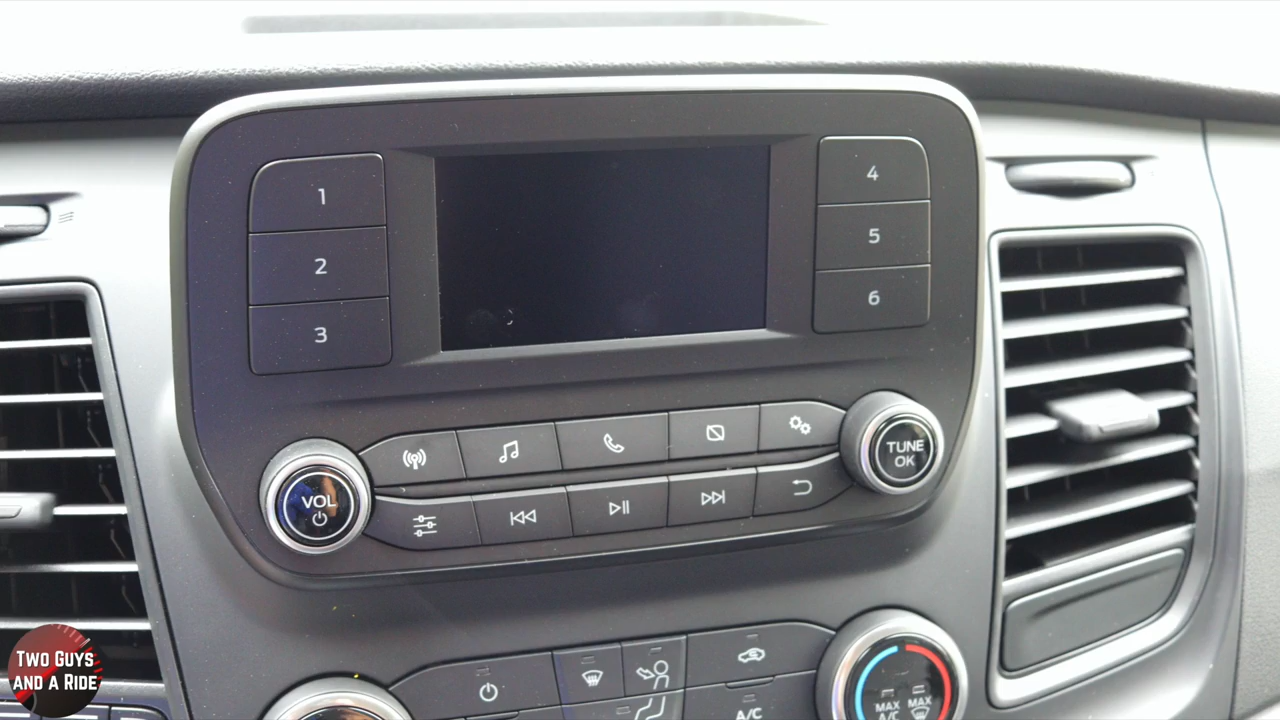 1
2
3
4
5
6
VOL
TUNE
OK
MAX
A/C
MAX
A/C
TWO GUYS
AND A RIDE